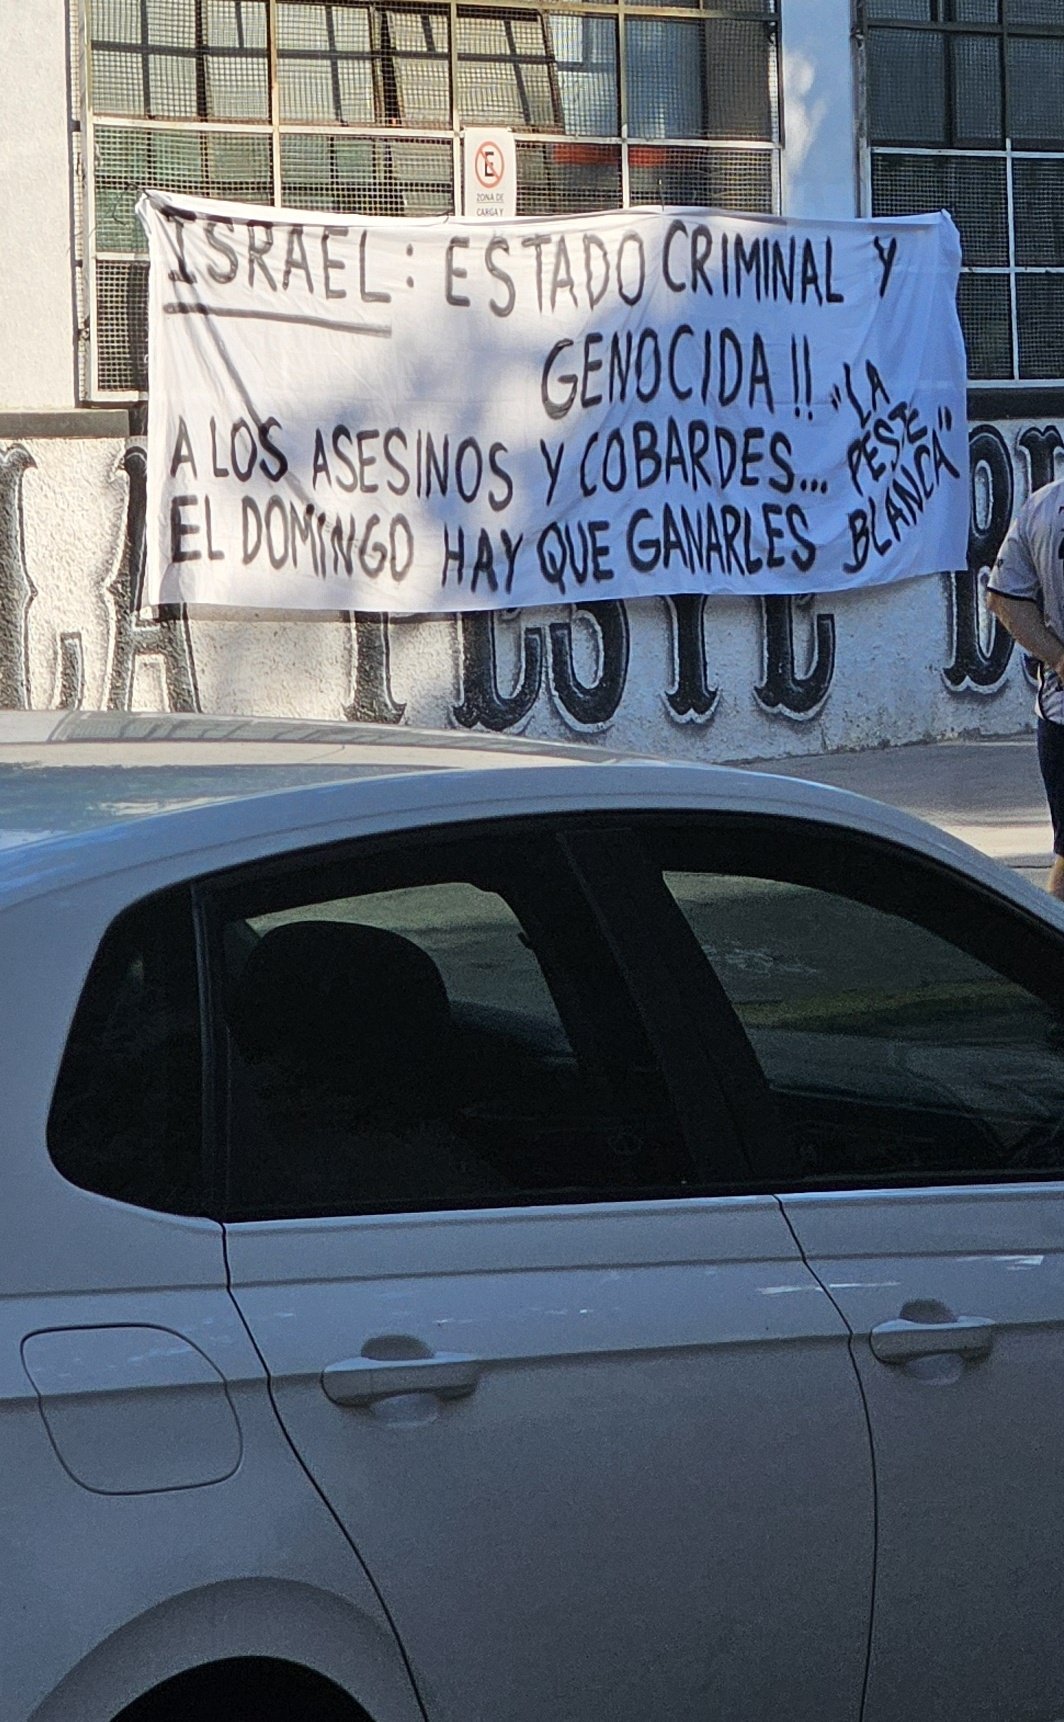 E
ZONA DE
CARGA Y
ISRAEL: ESTADO CRIMINAL Y
GENOCIDA!!
A LOS ASESINOS Y COBARDES...
EL DOMINGO HAY QUE GANARLES
"LA
PESTE
BLANCA"
LA PESTE